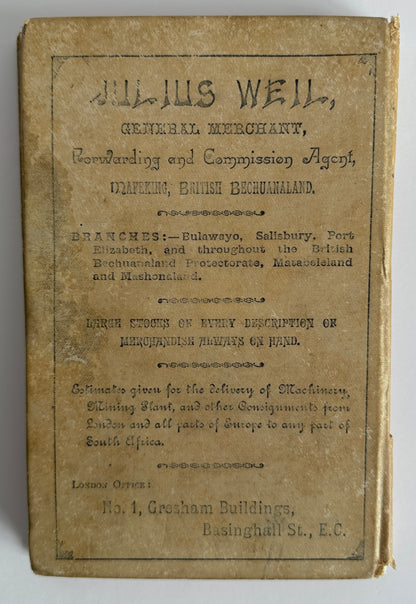 JULIUS WEIL,
GENERAL MERCHANT,
Forwarding and Commission Agent,
MAFEKING, BRITISH BECHUANALAND.
BRANCHES:—Bulawayo, Salisbury, Port
Elizabeth, and throughout the British
Bechuanaland Protectorate, Matabeleland
and Mashonaland.
LARGE STOCKS OF EVERY DESCRIPTION OF
MERCHANDISE ALWAYS ON HAND.
Estimates given for the delivery of Machinery,
Mining Plant, and other Consignments from
London and all parts of Europe to any part of
South Africa.
LONDON OFFICE:
No. 1, Gresham Buildings,
Basinghall St., E.C.